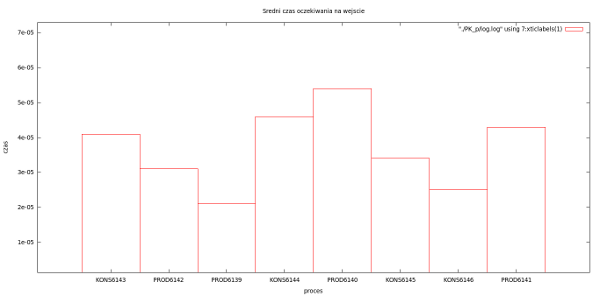 Sredni czas oczekiwania na wejscie
"./PK_p/log.log" using 7:xticlabels(1)
7e-05
6e-05
5e-05
4e-05
3e-05
2e-05
1e-05
czas
KONS6143 PROD6142 PROD6139 KONS6144 PROD6140 KONS6145 KONS6146 PROD6141
proces